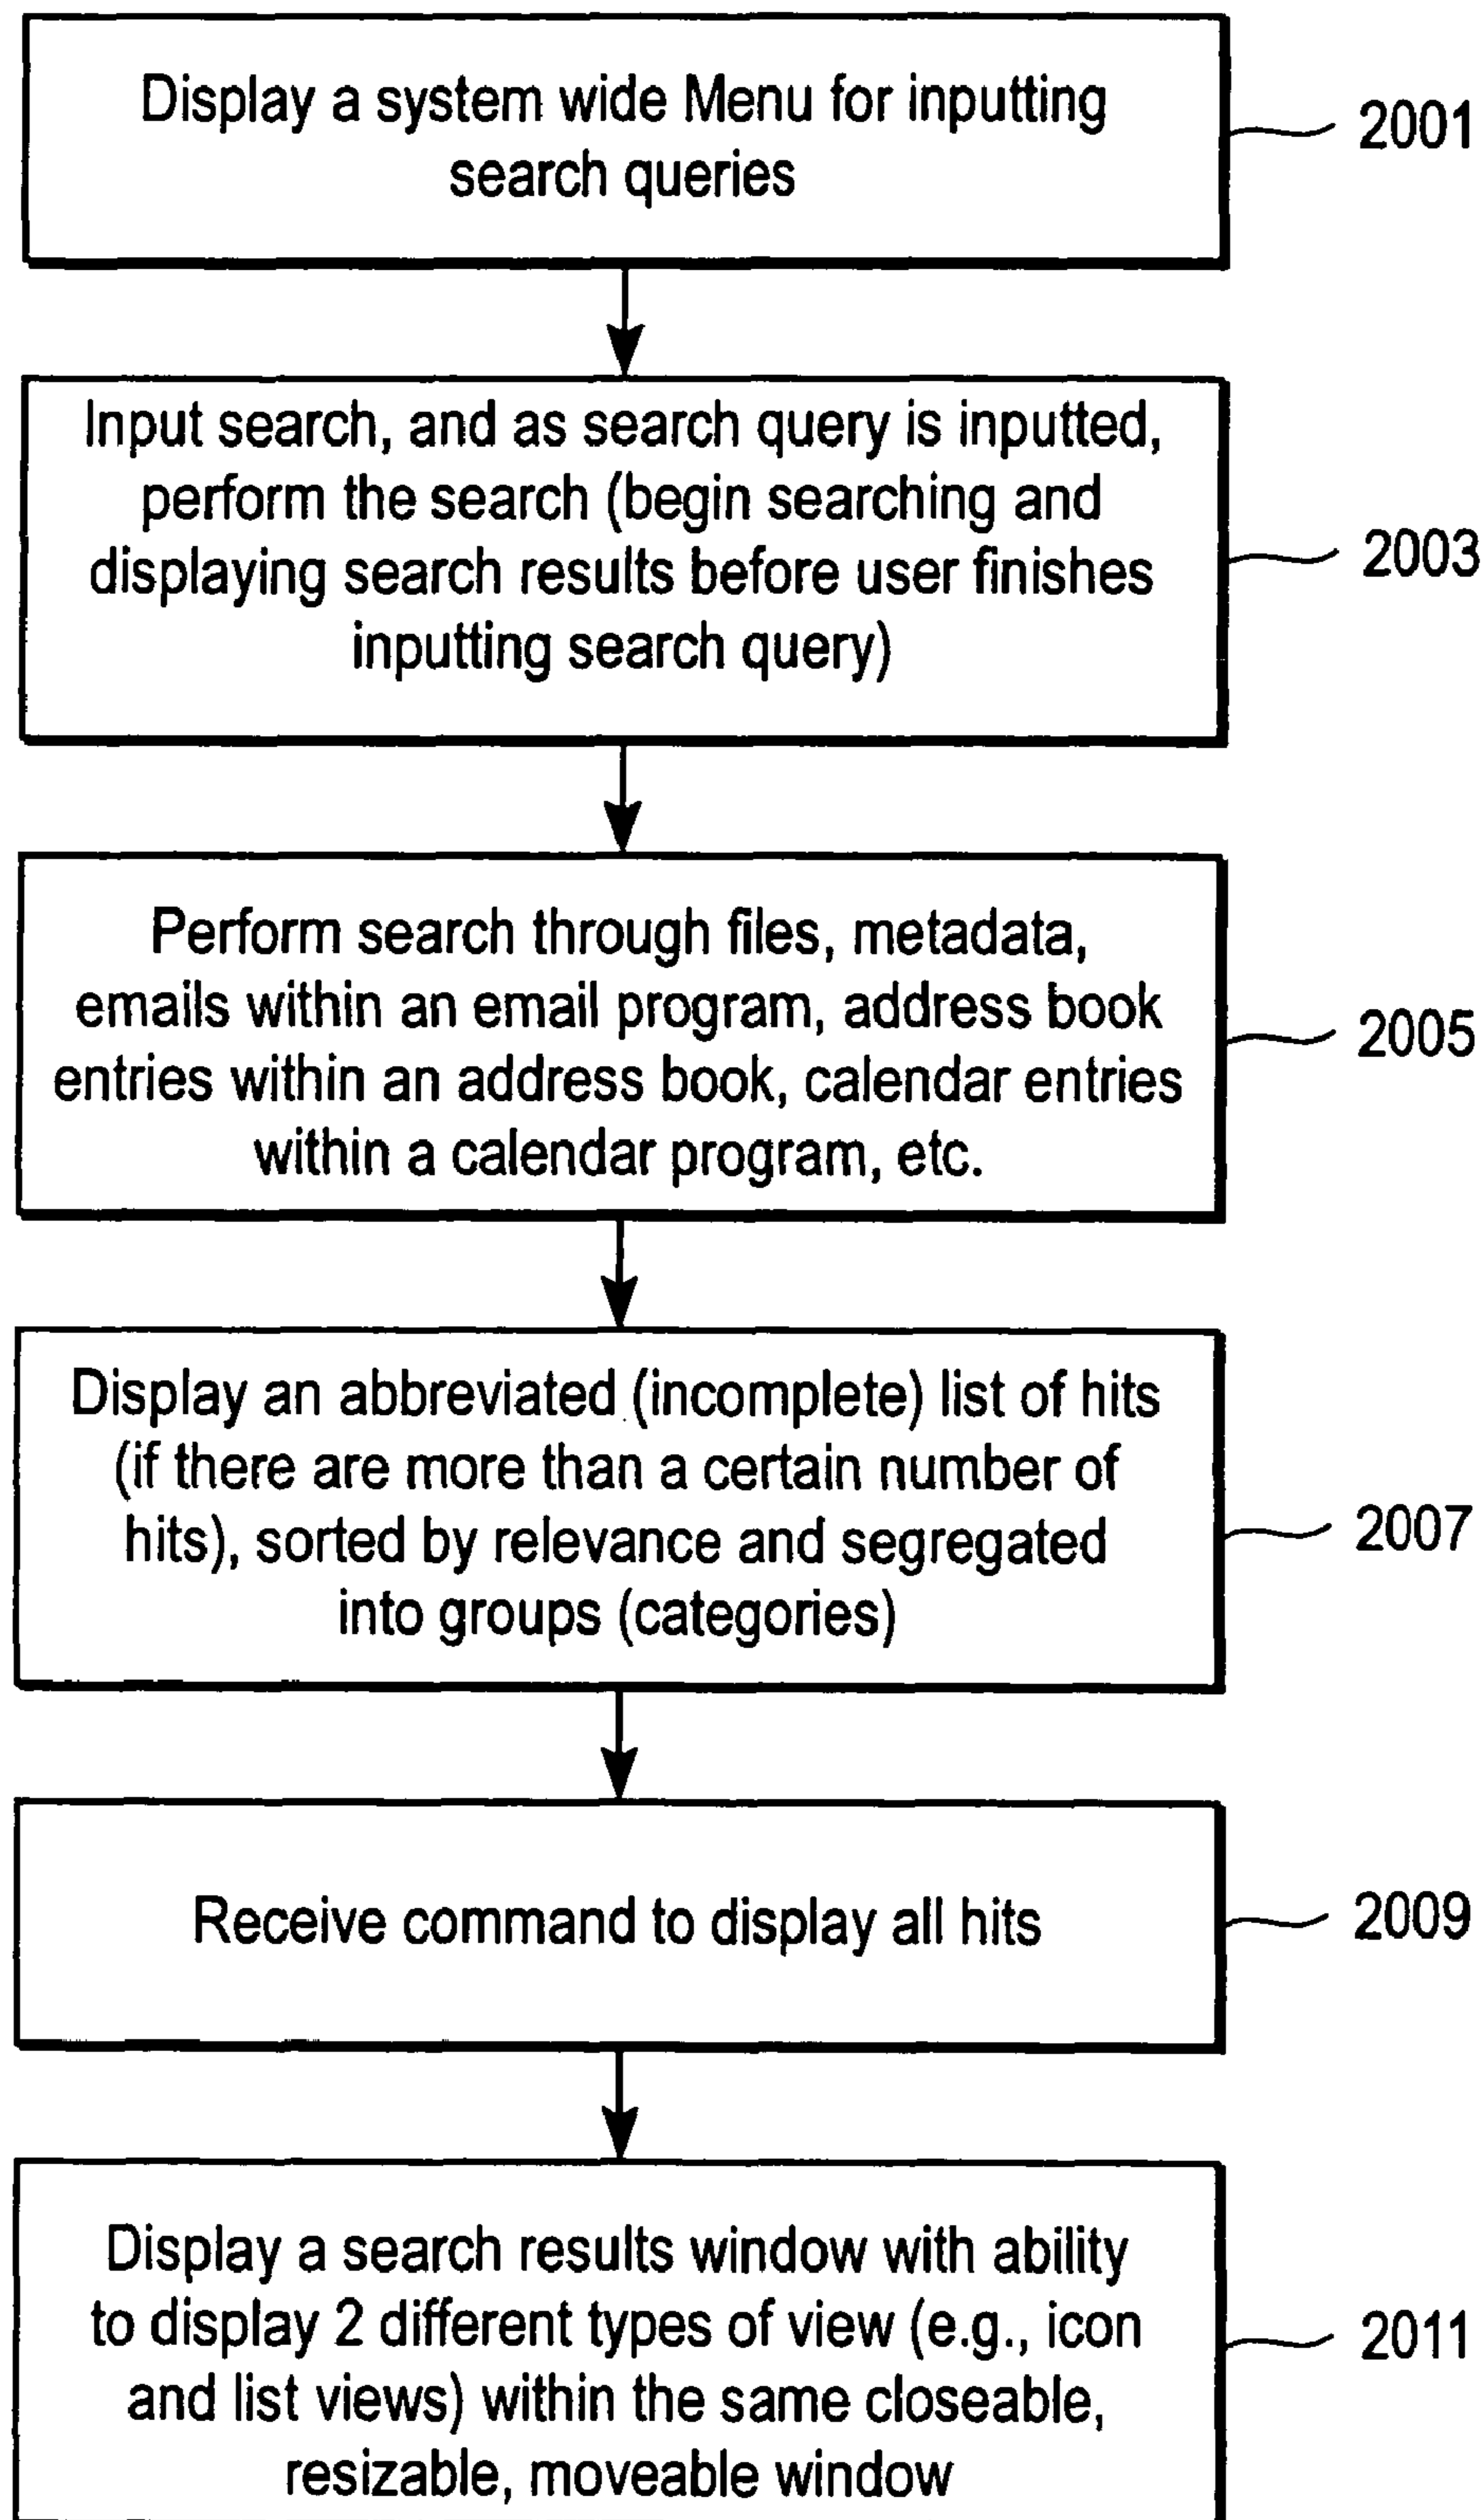 Display a system wide Menu for inputting
search queries
2001
Input search, and as search query is inputted,
perform the search (begin searching and
displaying search results before user finishes
inputting search query)
2003
Perform search through files, metadata,
emails within an email program, address book
entries within an address book, calendar entries
within a calendar program, etc.
2005
Display an abbreviated (incomplete) list of hits
(if there are more than a certain number of
hits), sorted by relevance and segregated
into groups (categories)
2007
Receive command to display all hits
2009
Display a search results window with ability
to display 2 different types of view (e.g., icon
and list views) within the same closeable,
resizable, moveable window
2011